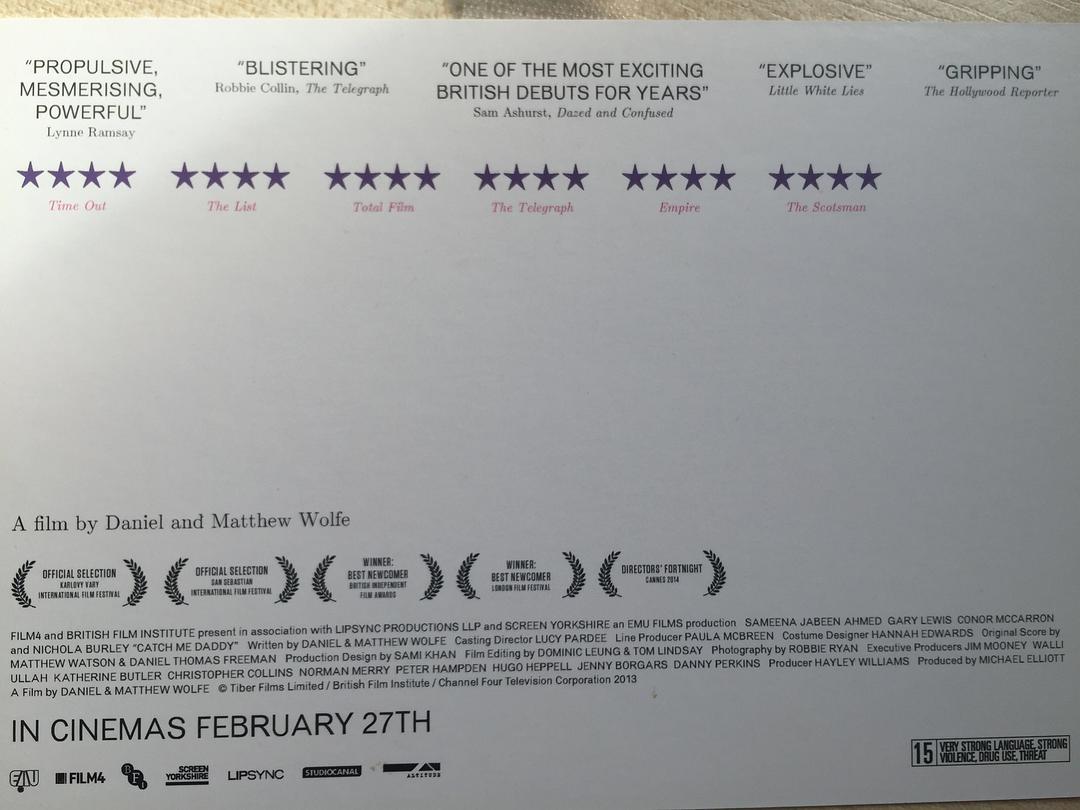 “PROPULSIVE,
MESMERISING,
POWERFUL”
Lynne Ramsay
“BLISTERING”
Robbie Collin, The Telegraph
“ONE OF THE MOST EXCITING
BRITISH DEBUTS FOR YEARS”
Sam Ashurst, Dazed and Confused
“EXPLOSIVE”
Little White Lies
“GRIPPING”
The Hollywood Reporter
★★★★ ★★★★ ★★★★ ★★★★ ★★★★ ★★★★
Time Out The List Total Film The Telegraph Empire The Scotsman
A film by Daniel and Matthew Wolfe
OFFICIAL SELECTION
KARLOVY VARY
INTERNATIONAL FILM FESTIVAL
OFFICIAL SELECTION
SAN SEBASTIAN
INTERNATIONAL FILM FESTIVAL
WINNER:
BEST NEWCOMER
BRITISH INDEPENDENT
FILM AWARDS
WINNER:
BEST NEWCOMER
LONDON FILM FESTIVAL
DIRECTORS’ FORTNIGHT
CANNES 2014
FILM4 and BRITISH FILM INSTITUTE present in association with LIPSYNC PRODUCTIONS LLP and SCREEN YORKSHIRE an EMU FILMS production SAMEENA JABEEN AHMED GARY LEWIS CONOR MCCARRON
and NICHOLA BURLEY “CATCH ME DADDY” Written by DANIEL & MATTHEW WOLFE Casting Director LUCY PARDEE Line Producer PAULA MCBREEN Costume Designer HANNAH EDWARDS Original Score by
MATTHEW WATSON & DANIEL THOMAS FREEMAN Production Design by SAMI KHAN Film Editing by DOMINIC LEUNG & TOM LINDSAY Photography by ROBBIE RYAN Executive Producers JIM MOONEY WALLI
ULLAH KATHERINE BUTLER CHRISTOPHER COLLINS NORMAN MERRY PETER HAMPDEN HUGO HEPPELL JENNY BORGARS DANNY PERKINS Producer HAYLEY WILLIAMS Produced by MICHAEL ELLIOTT
A Film by DANIEL & MATTHEW WOLFE © Tiber Films Limited / British Film Institute / Channel Four Television Corporation 2013
IN CINEMAS FEBRUARY 27TH
EMU FILM4 BFI SCREEN YORKSHIRE LIPSYNC STUDIOCANAL ALTITUDE
15 VERY STRONG LANGUAGE, STRONG
VIOLENCE, DRUG USE, THREAT